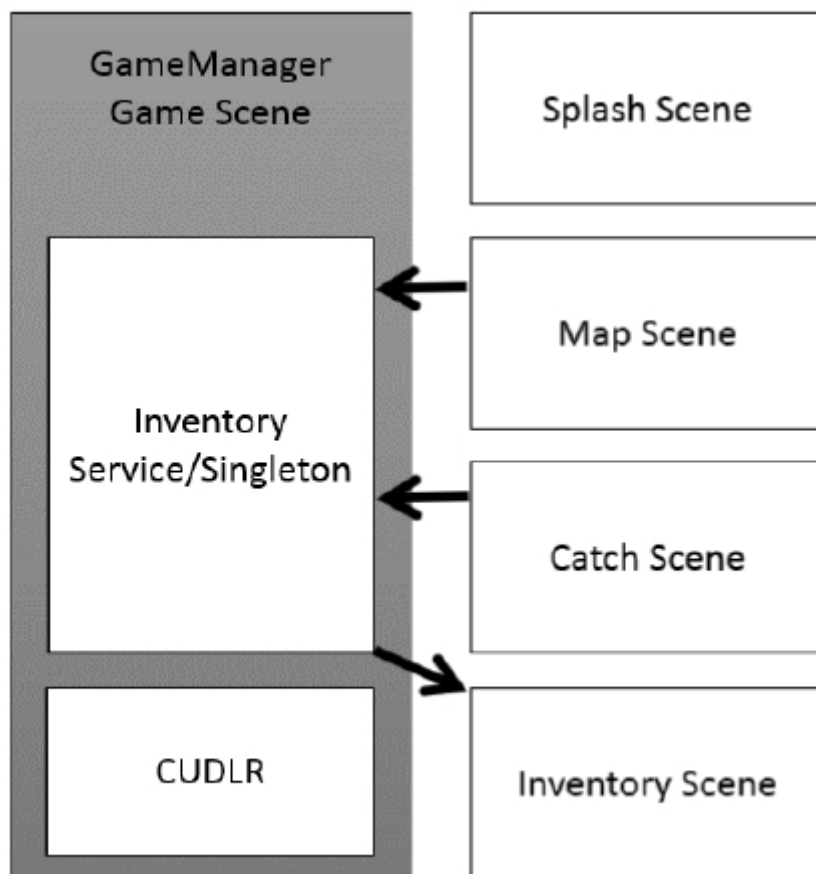 GameManager
Game Scene
Splash Scene
Map Scene
Inventory
Service/Singleton
Catch Scene
CUDLR
Inventory Scene